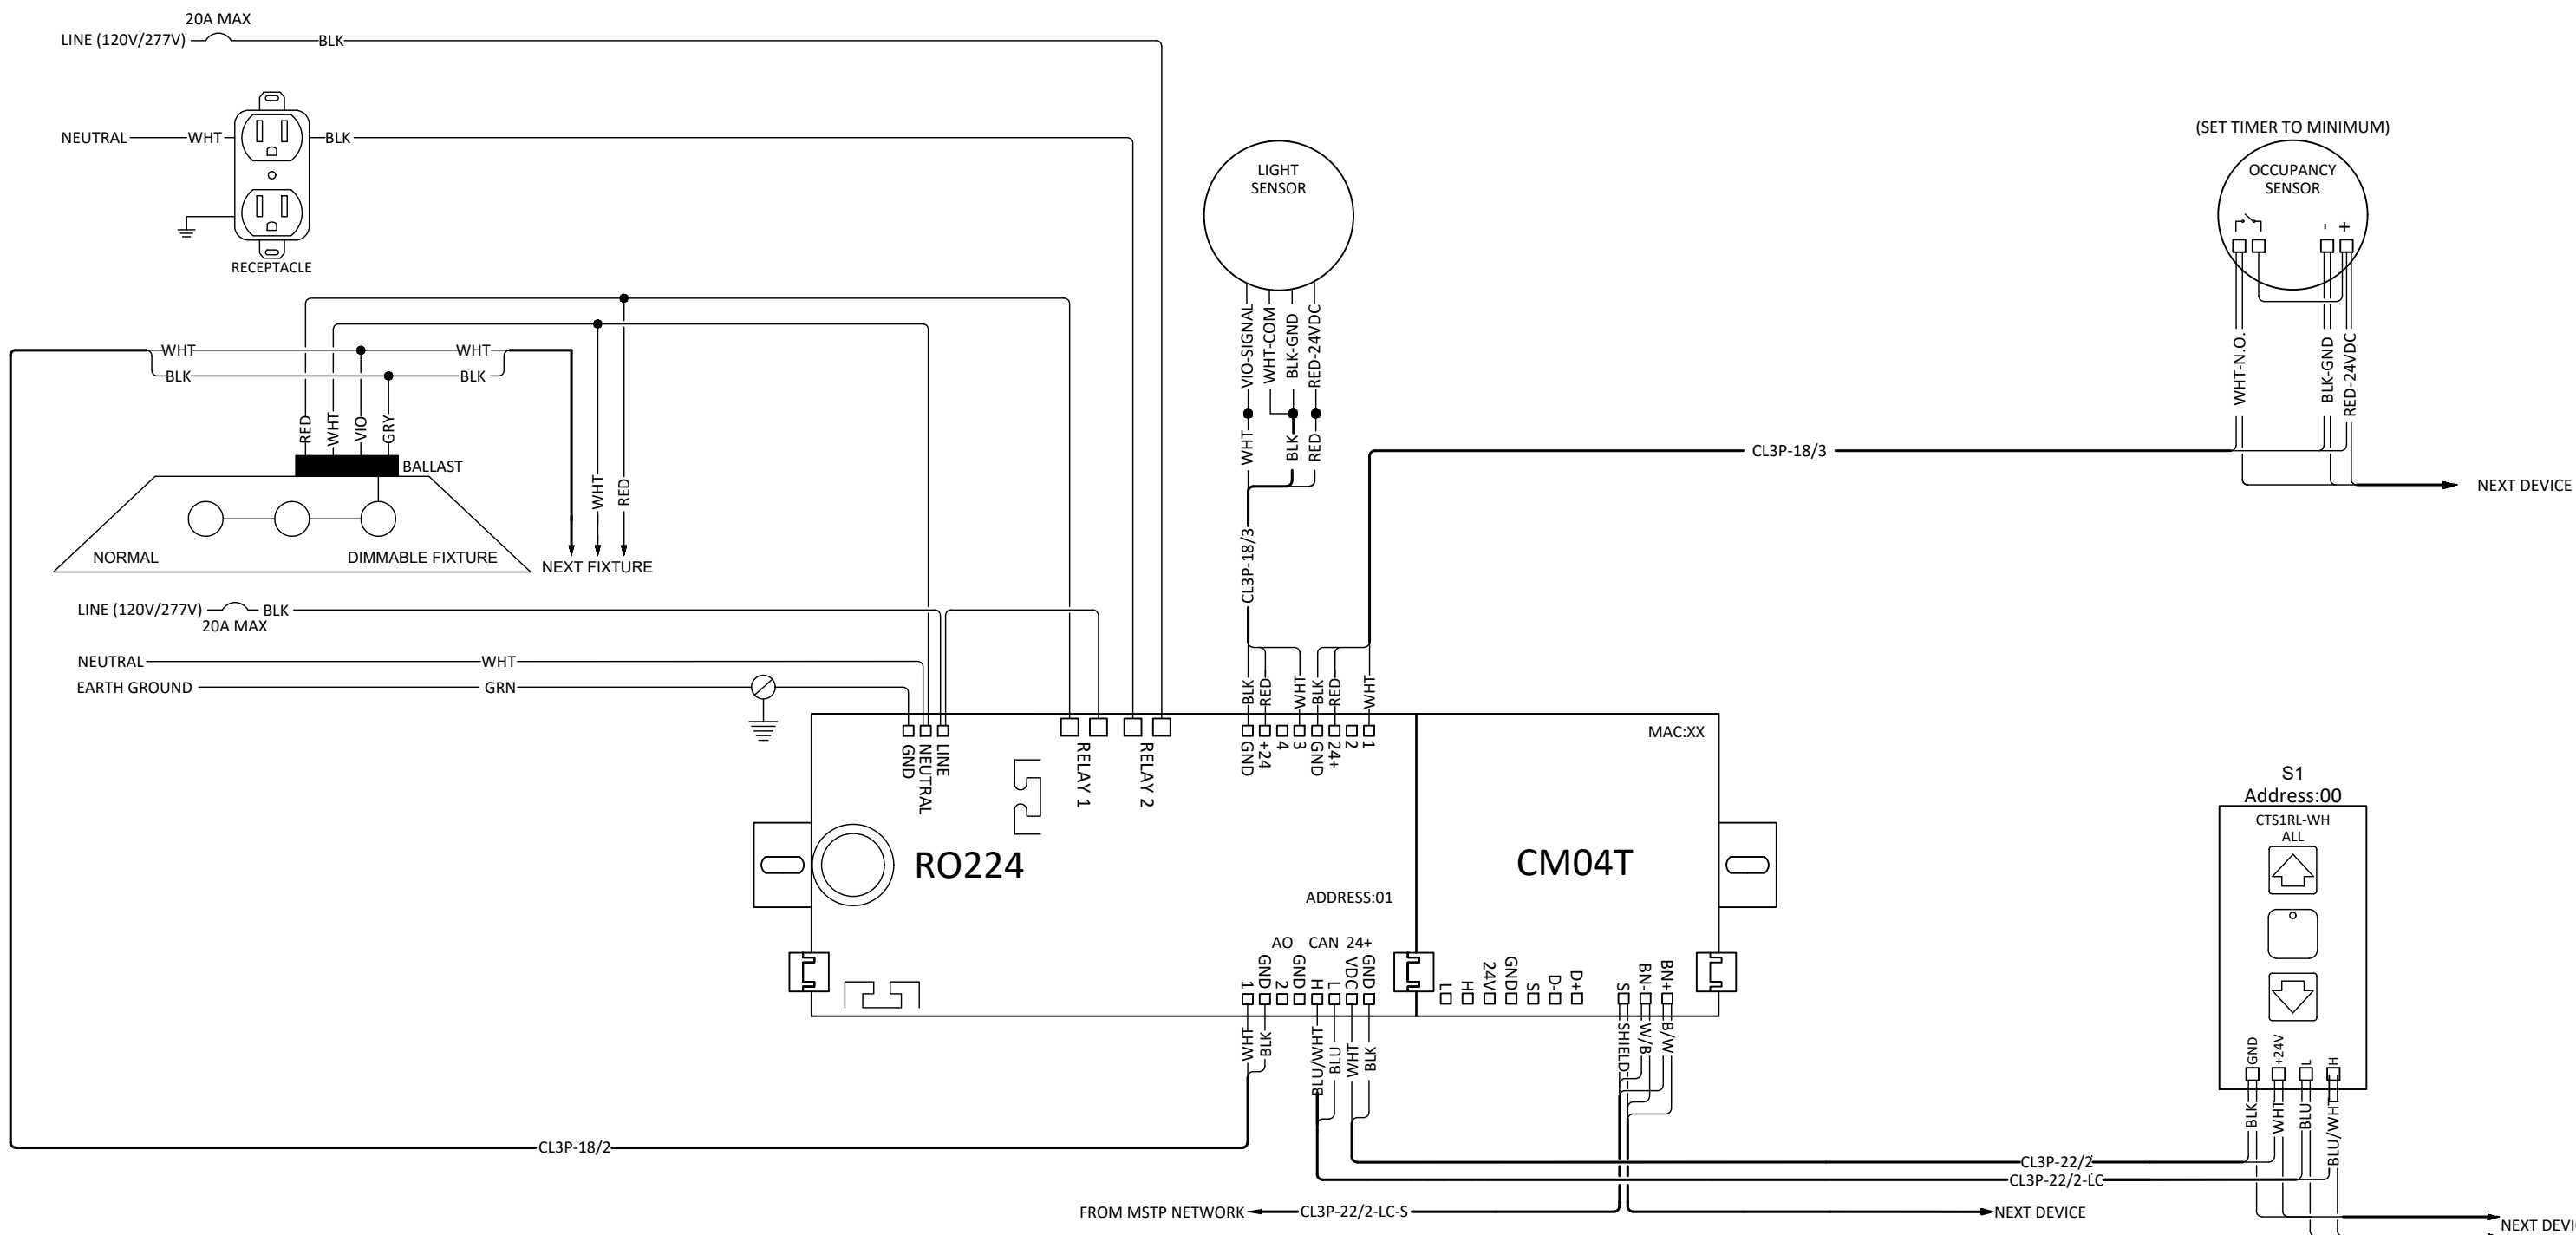 20A MAX
LINE (120V/277V)
BLK
NEUTRAL
WHT
BLK
RECEPTACLE
LIGHT
SENSOR
VIO-SIGNAL
WHT-COM
BLK-GND
RED-24VDC
WHT
BLK
RED
CL3P-18/3
(SET TIMER TO MINIMUM)
OCCUPANCY
SENSOR
- +
WHT-N.O.
BLK-GND
RED-24VDC
CL3P-18/3
NEXT DEVICE
WHT
WHT
BLK
BLK
RED
WHT
VIO
GRY
BALLAST
WHT
RED
NORMAL
DIMMABLE FIXTURE
NEXT FIXTURE
LINE (120V/277V)
BLK
20A MAX
NEUTRAL
WHT
EARTH GROUND
GRN
BLK
RED
WHT
BLK
RED
WHT
GND
NEUTRAL
LINE
RELAY 1
RELAY 2
GND
+24
4
3
GND
24+
2
1
MAC:XX
RO224
CM04T
ADDRESS:01
AO CAN 24+
1
GND
2
GND
H
L
VDC
GND
L
H
24V
GND
S
D-
D+
S
BN-
BN+
WHT
BLK
BLU/WHT
BLU
WHT
BLK
SHIELD
W/B
B/W
S1
Address:00
CTS1RL-WH
ALL
GND
+24V
L
H
BLK
WHT
BLU
BLU/WHT
CL3P-18/2
CL3P-22/2
CL3P-22/2-LC
FROM MSTP NETWORK
CL3P-22/2-LC-S
NEXT DEVICE
NEXT DEVI